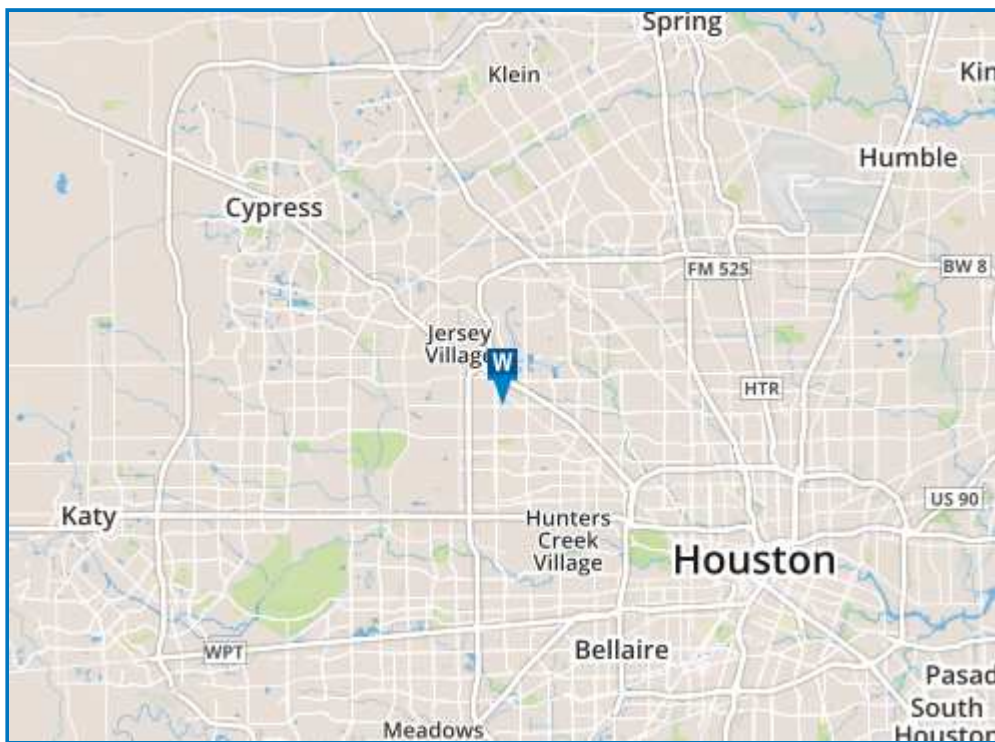 Spring
Klein
Kin
Humble
Cypress
FM 525
BW 8
Jersey
Village
W
HTR
Katy
US 90
Hunters
Creek
Village
Houston
WPT
Bellaire
Pasad
South
Houston
Meadows